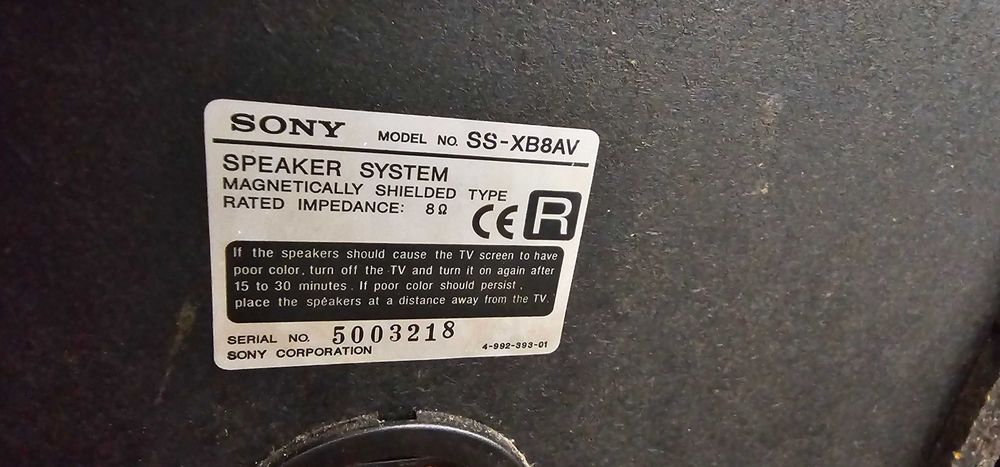 SONY MODEL NO. SS-XB8AV
SPEAKER SYSTEM
MAGNETICALLY SHIELDED TYPE
RATED IMPEDANCE: 8Ω
CE R
If the speakers should cause the TV screen to have
poor color, turn off the TV and turn it on again after
15 to 30 minutes. If poor color should persist,
place the speakers at a distance away from the TV.
SERIAL NO. 5003218
SONY CORPORATION 4-992-393-01